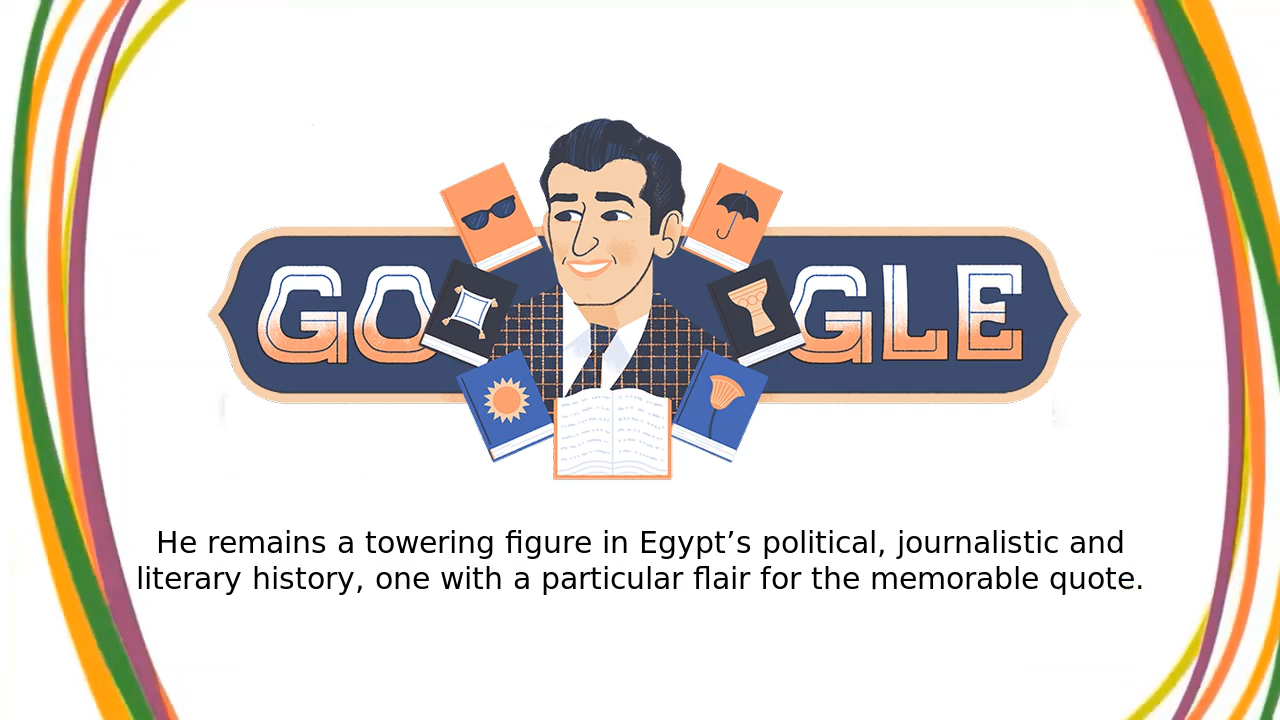 GO GLE
He remains a towering figure in Egypt’s political, journalistic and
literary history, one with a particular flair for the memorable quote.